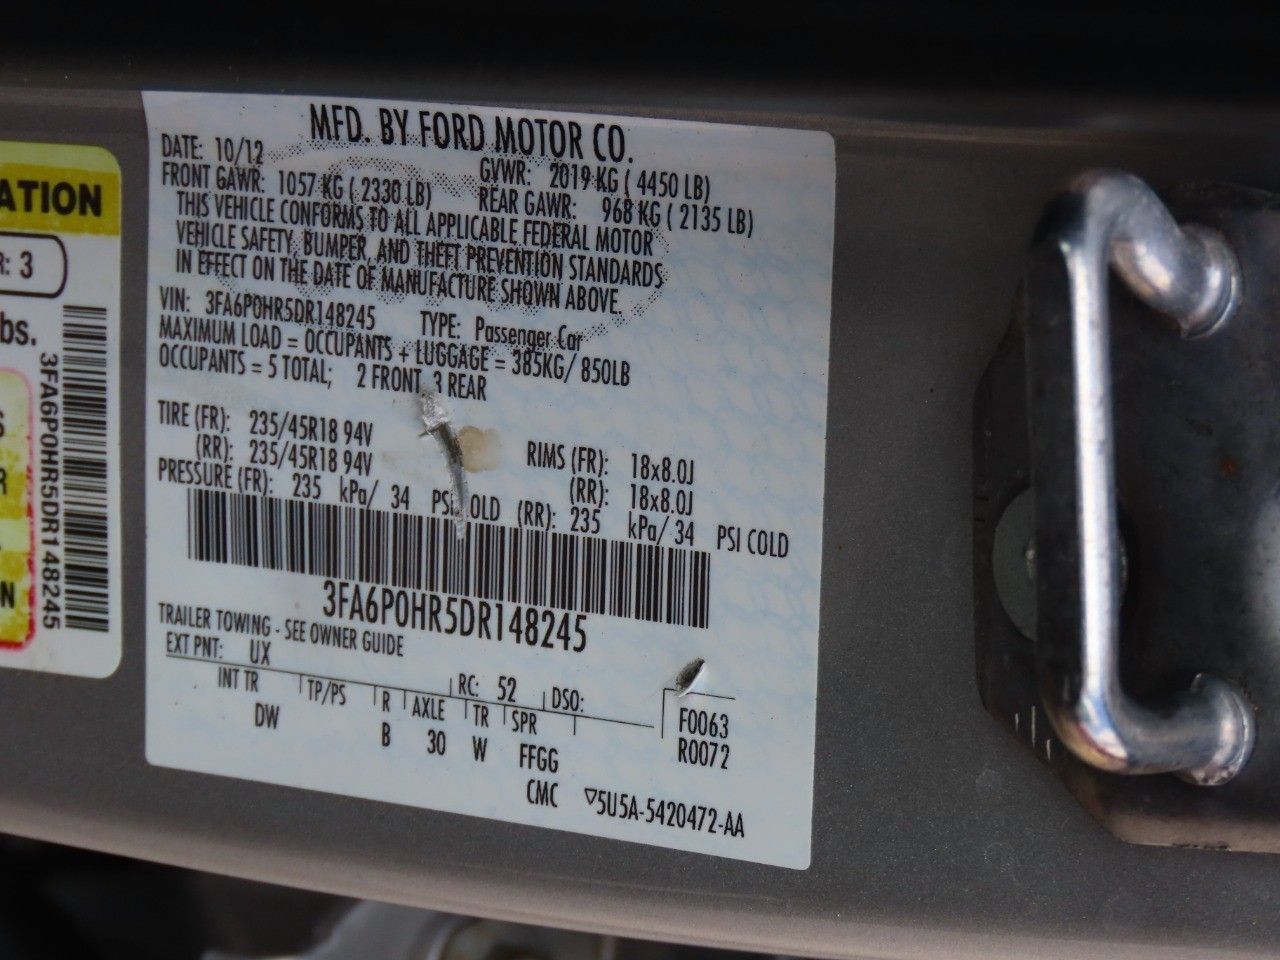 ATION
R: 3
bs.
3FA6P0HR5DR148245
S
R
N
MFD. BY FORD MOTOR CO.
DATE: 10/12 GVWR: 2019 KG ( 4450 LB)
FRONT GAWR: 1057 KG ( 2330 LB) REAR GAWR: 968 KG ( 2135 LB)
THIS VEHICLE CONFORMS TO ALL APPLICABLE FEDERAL MOTOR
VEHICLE SAFETY, BUMPER, AND THEFT PREVENTION STANDARDS
IN EFFECT ON THE DATE OF MANUFACTURE SHOWN ABOVE.
VIN: 3FA6P0HR5DR148245 TYPE: Passenger Car
MAXIMUM LOAD = OCCUPANTS + LUGGAGE = 385KG/ 850LB
OCCUPANTS = 5 TOTAL; 2 FRONT, 3 REAR
TIRE (FR): 235/45R18 94V RIMS (FR): 18x8.0J
(RR): 235/45R18 94V (RR): 18x8.0J
PRESSURE (FR): 235 kPa/ 34 PSI COLD (RR): 235 kPa/ 34 PSI COLD
3FA6P0HR5DR148245
TRAILER TOWING - SEE OWNER GUIDE
EXT PNT: UX RC: 52 DSO:
INT TR TP/PS R AXLE TR SPR F0063
DW B 30 W FFGG R0072
CMC ▽5U5A-5420472-AA